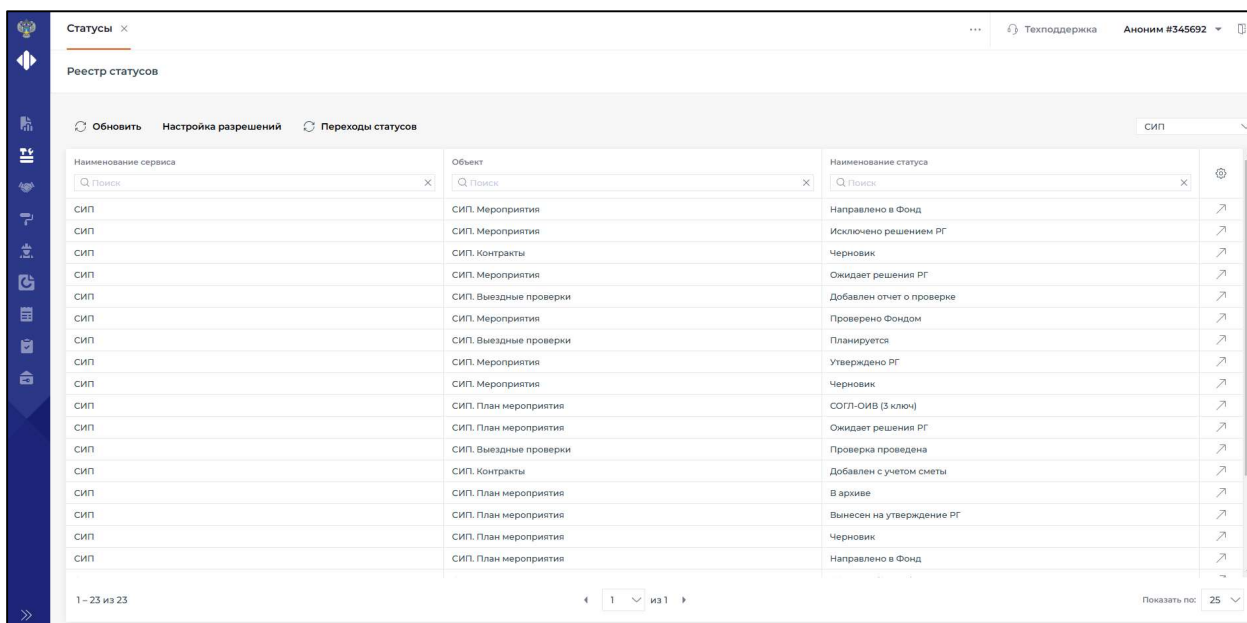 Статусы ×
... Техподдержка Аноним #345692
Реестр статусов
Обновить Настройка разрешений Переходы статусов СИП
Наименование сервиса Объект Наименование статуса
Поиск Поиск Поиск
СИП СИП. Мероприятия Направлено в Фонд
СИП СИП. Мероприятия Исключено решением РГ
СИП СИП. Контракты Черновик
СИП СИП. Мероприятия Ожидает решения РГ
СИП СИП. Выездные проверки Добавлен отчет о проверке
СИП СИП. Мероприятия Проверено Фондом
СИП СИП. Выездные проверки Планируется
СИП СИП. Мероприятия Утверждено РГ
СИП СИП. Мероприятия Черновик
СИП СИП. План мероприятия СОГЛ-ОИВ (3 ключ)
СИП СИП. План мероприятия Ожидает решения РГ
СИП СИП. Выездные проверки Проверка проведена
СИП СИП. Контракты Добавлен с учетом сметы
СИП СИП. План мероприятия В архиве
СИП СИП. План мероприятия Вынесен на утверждение РГ
СИП СИП. План мероприятия Черновик
СИП СИП. План мероприятия Направлено в Фонд
1 – 23 из 23 1 из 1 Показать по: 25